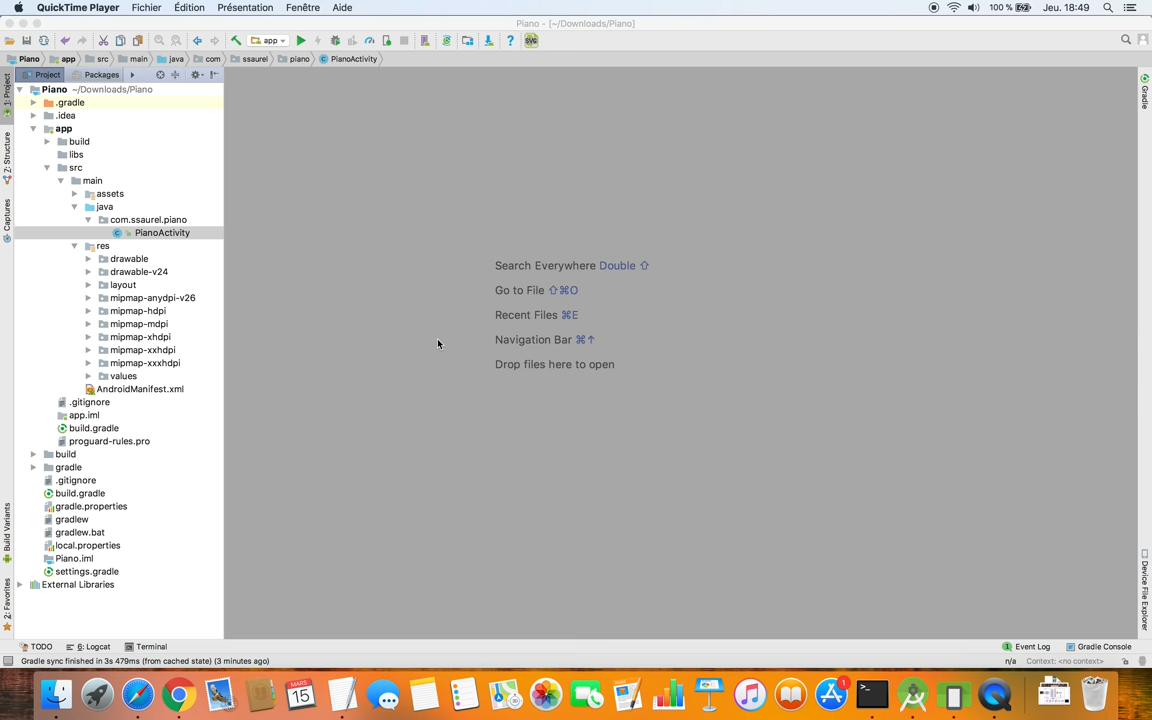 QuickTime Player Fichier Édition Présentation Fenêtre Aide 100 % Jeu. 18:49
Piano - [~/Downloads/Piano]
app
Piano app src main java com ssaurel piano PianoActivity
Project Packages
Piano ~/Downloads/Piano
.gradle
.idea
app
build
libs
src
main
assets
java
com.ssaurel.piano
PianoActivity
res
drawable
drawable-v24
layout
mipmap-anydpi-v26
mipmap-hdpi
mipmap-mdpi
mipmap-xhdpi
mipmap-xxhdpi
mipmap-xxxhdpi
values
AndroidManifest.xml
.gitignore
app.iml
build.gradle
proguard-rules.pro
build
gradle
.gitignore
build.gradle
gradle.properties
gradlew
gradlew.bat
local.properties
Piano.iml
settings.gradle
External Libraries
1: Project
Z: Structure
Captures
Build Variants
2: Favorites
Search Everywhere Double ⇧
Go to File ⇧⌘O
Recent Files ⌘E
Navigation Bar ⌘↑
Drop files here to open
Gradle
Device File Explorer
TODO 6: Logcat Terminal 1 Event Log Gradle Console
Gradle sync finished in 3s 479ms (from cached state) (3 minutes ago) n/a Context: <no context>
MARS
15
1